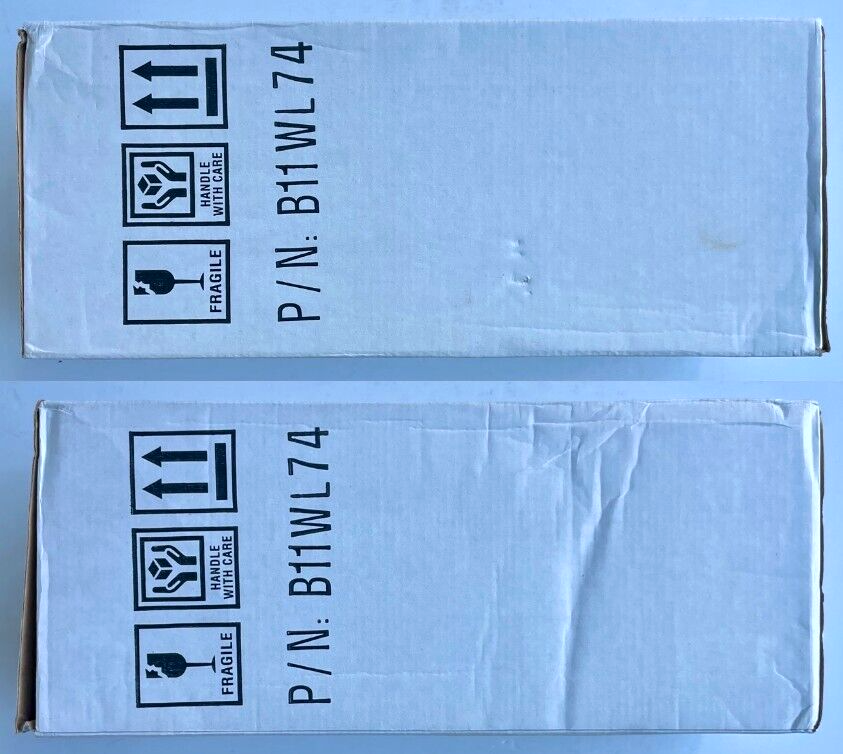 FRAGILE
HANDLE
WITH CARE
P/N: B11WL74
FRAGILE
HANDLE
WITH CARE
P/N: B11WL74